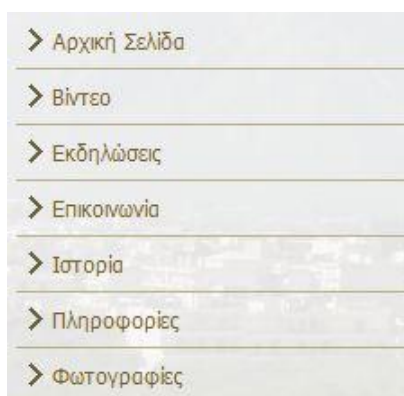 Αρχική Σελίδα
Βίντεο
Εκδηλώσεις
Επικοινωνία
Ιστορία
Πληροφορίες
Φωτογραφίες